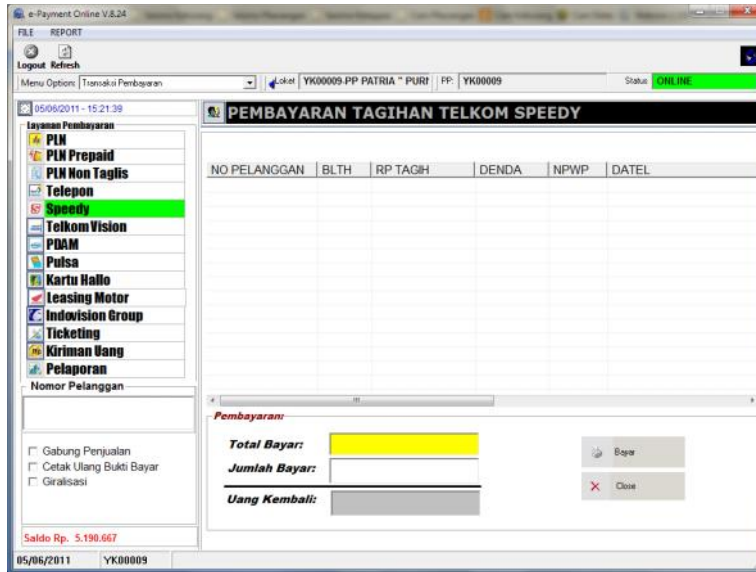 e-Payment Online V.8.24
FILE REPORT
Logout Refresh
Menu Option: Transaksi Pembayaran Loket YK00009-PP PATRIA " PURI PP: YK00009 Status ONLINE
05/06/2011 - 15:21:39
PEMBAYARAN TAGIHAN TELKOM SPEEDY
Layanan Pembayaran
PLN
PLN Prepaid
PLN Non Taglis
Telepon
Speedy
Telkom Vision
PDAM
Pulsa
Kartu Hallo
Leasing Motor
Indovision Group
Ticketing
Kiriman Uang
Pelaporan
NO PELANGGAN BLTH RP TAGIH DENDA NPWP DATEL
Nomor Pelanggan
Gabung Penjualan
Cetak Ulang Bukti Bayar
Giralisasi
Pembayaran:
Total Bayar:
Jumlah Bayar:
Uang Kembali:
Bayar
Close
Saldo Rp. 5.190.667
05/06/2011 YK00009